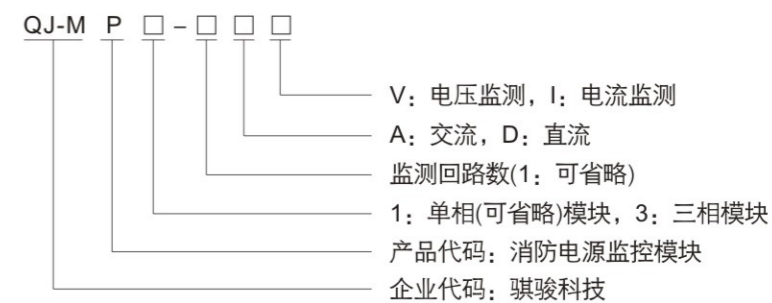 QJ-M P □ - □ □ □
V：电压监测，I：电流监测
A：交流，D：直流
监测回路数(1：可省略)
1：单相(可省略)模块，3：三相模块
产品代码：消防电源监控模块
企业代码：骐骏科技